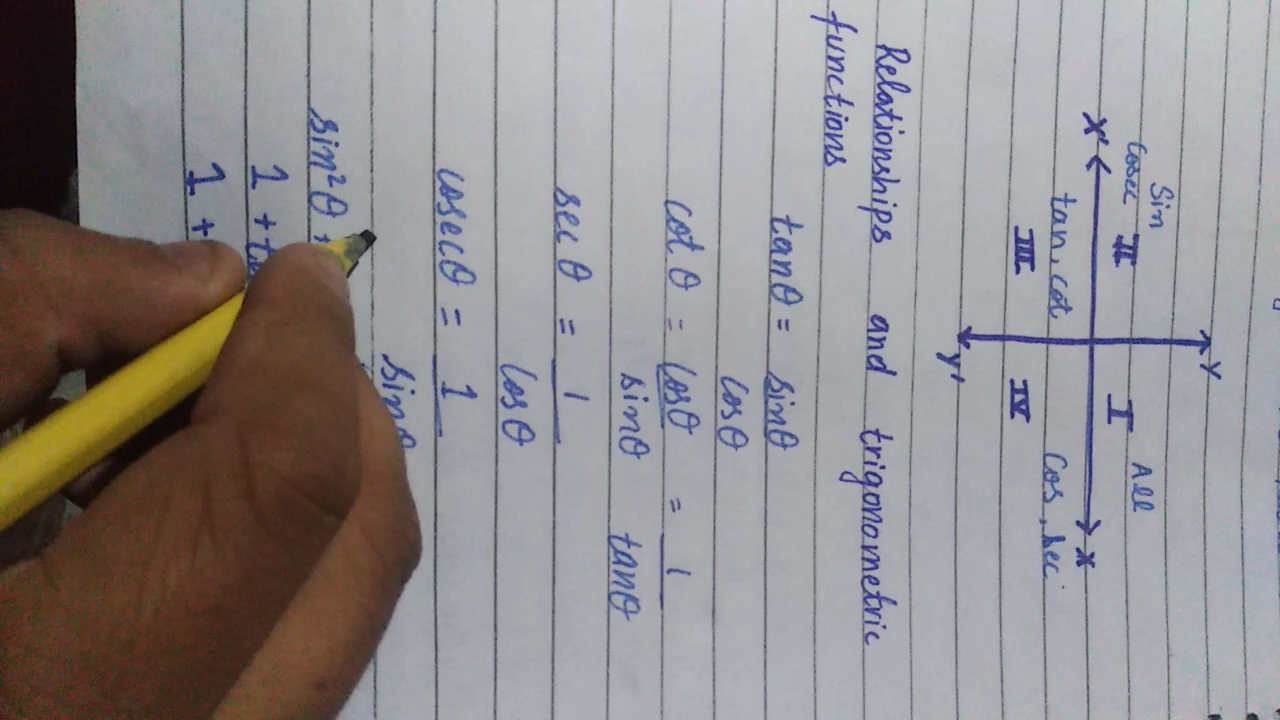 Y
Sin All
Cosec II I
X' X
tan, cot Cos, sec
III IV
Y'
Relationships and trigonometric
functions
tanθ = sinθ
cosθ
cotθ = cosθ = 1
sinθ tanθ
secθ = 1
cosθ
cosecθ = 1
sinθ
sin²θ
1 +
1 +